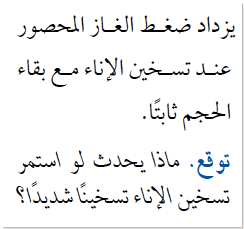 يزداد ضغط الغاز المحصور
عند تسخين الإناء مع بقاء
الحجم ثابتًا.
توقع. ماذا يحدث لو استمر
تسخين الإناء تسخينًا شديدًا؟